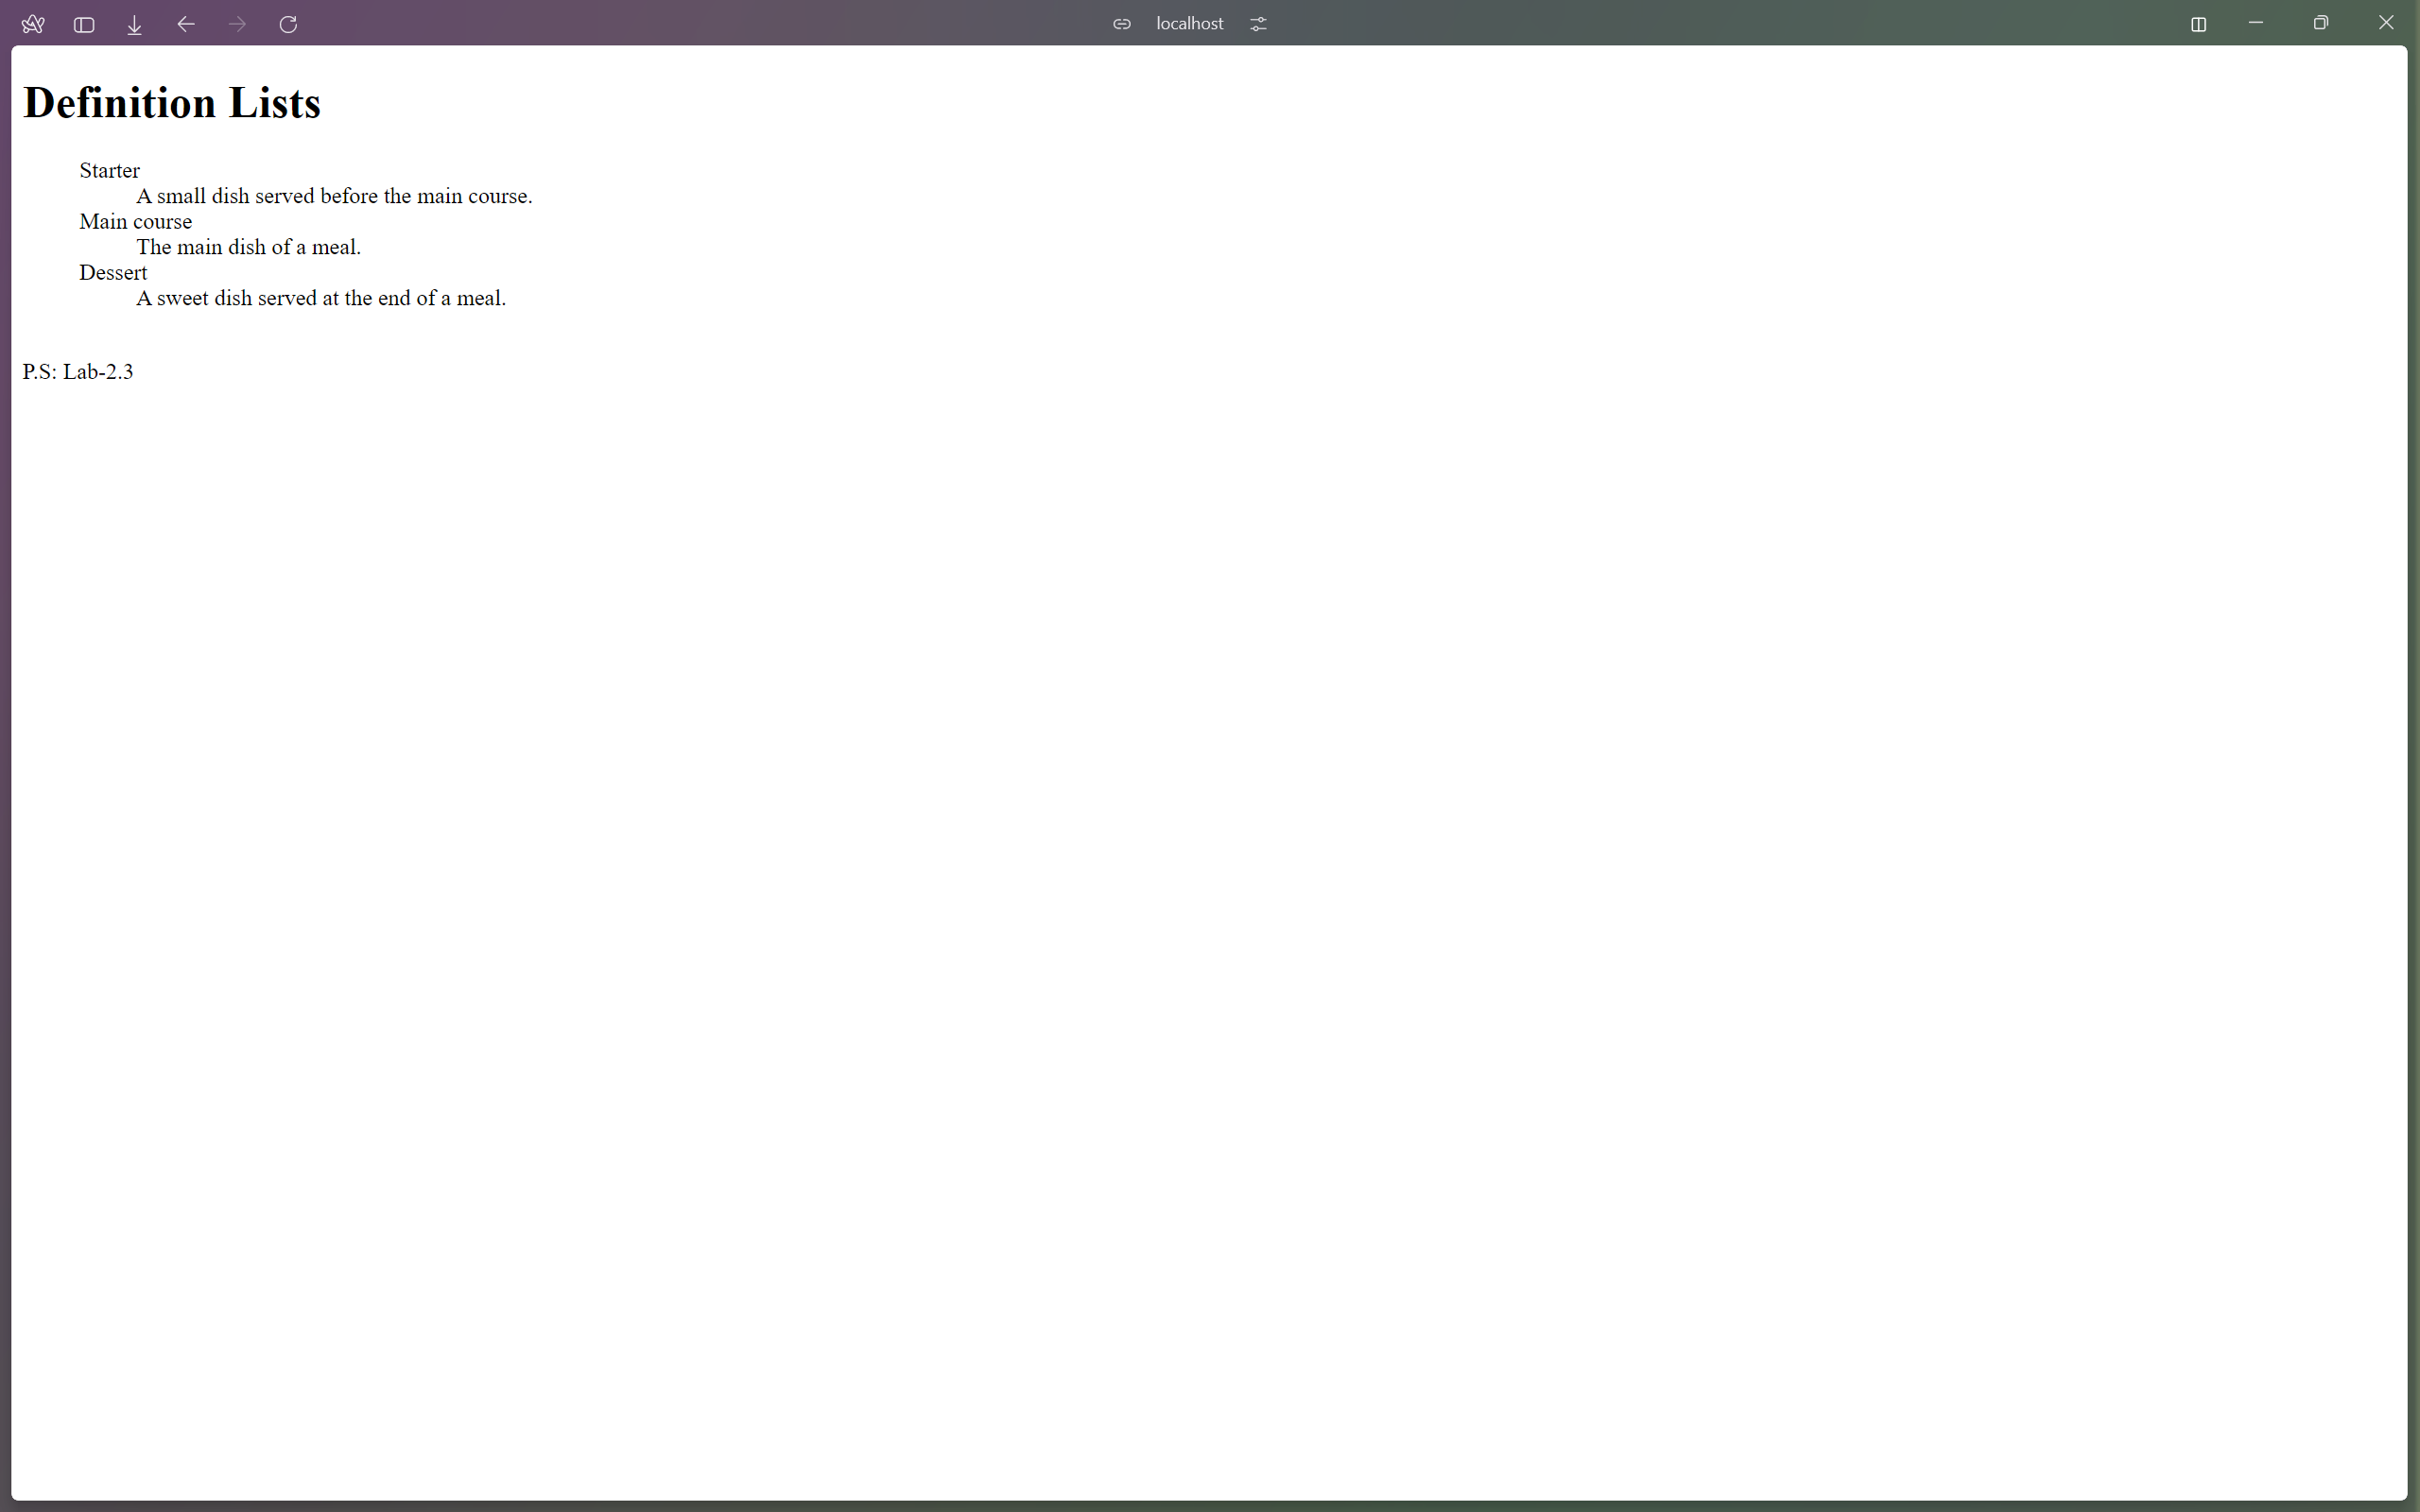 localhost
Definition Lists
Starter
A small dish served before the main course.
Main course
The main dish of a meal.
Dessert
A sweet dish served at the end of a meal.
P.S: Lab-2.3